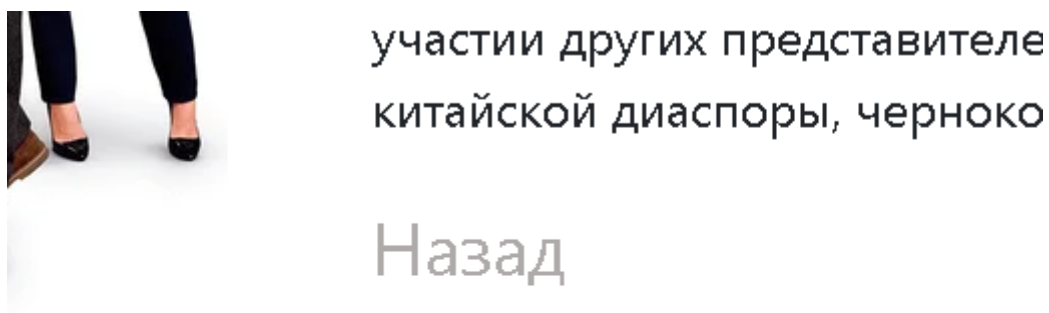 участии других представителе
китайской диаспоры, черноко
Назад